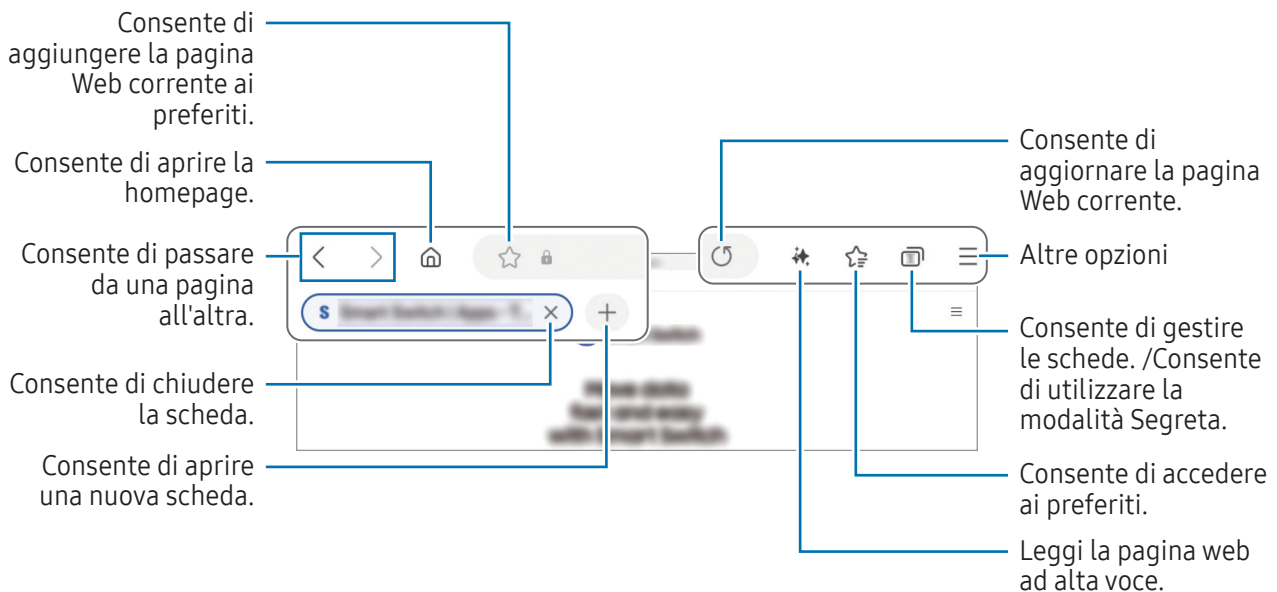 Consente di
aggiungere la pagina
Web corrente ai
preferiti.
Consente di aprire la
homepage.
Consente di passare
da una pagina
all'altra.
Consente di chiudere
la scheda.
Consente di aprire
una nuova scheda.
S
Consente di
aggiornare la pagina
Web corrente.
Altre opzioni
Consente di gestire
le schede. /Consente
di utilizzare la
modalità Segreta.
Consente di accedere
ai preferiti.
Leggi la pagina web
ad alta voce.